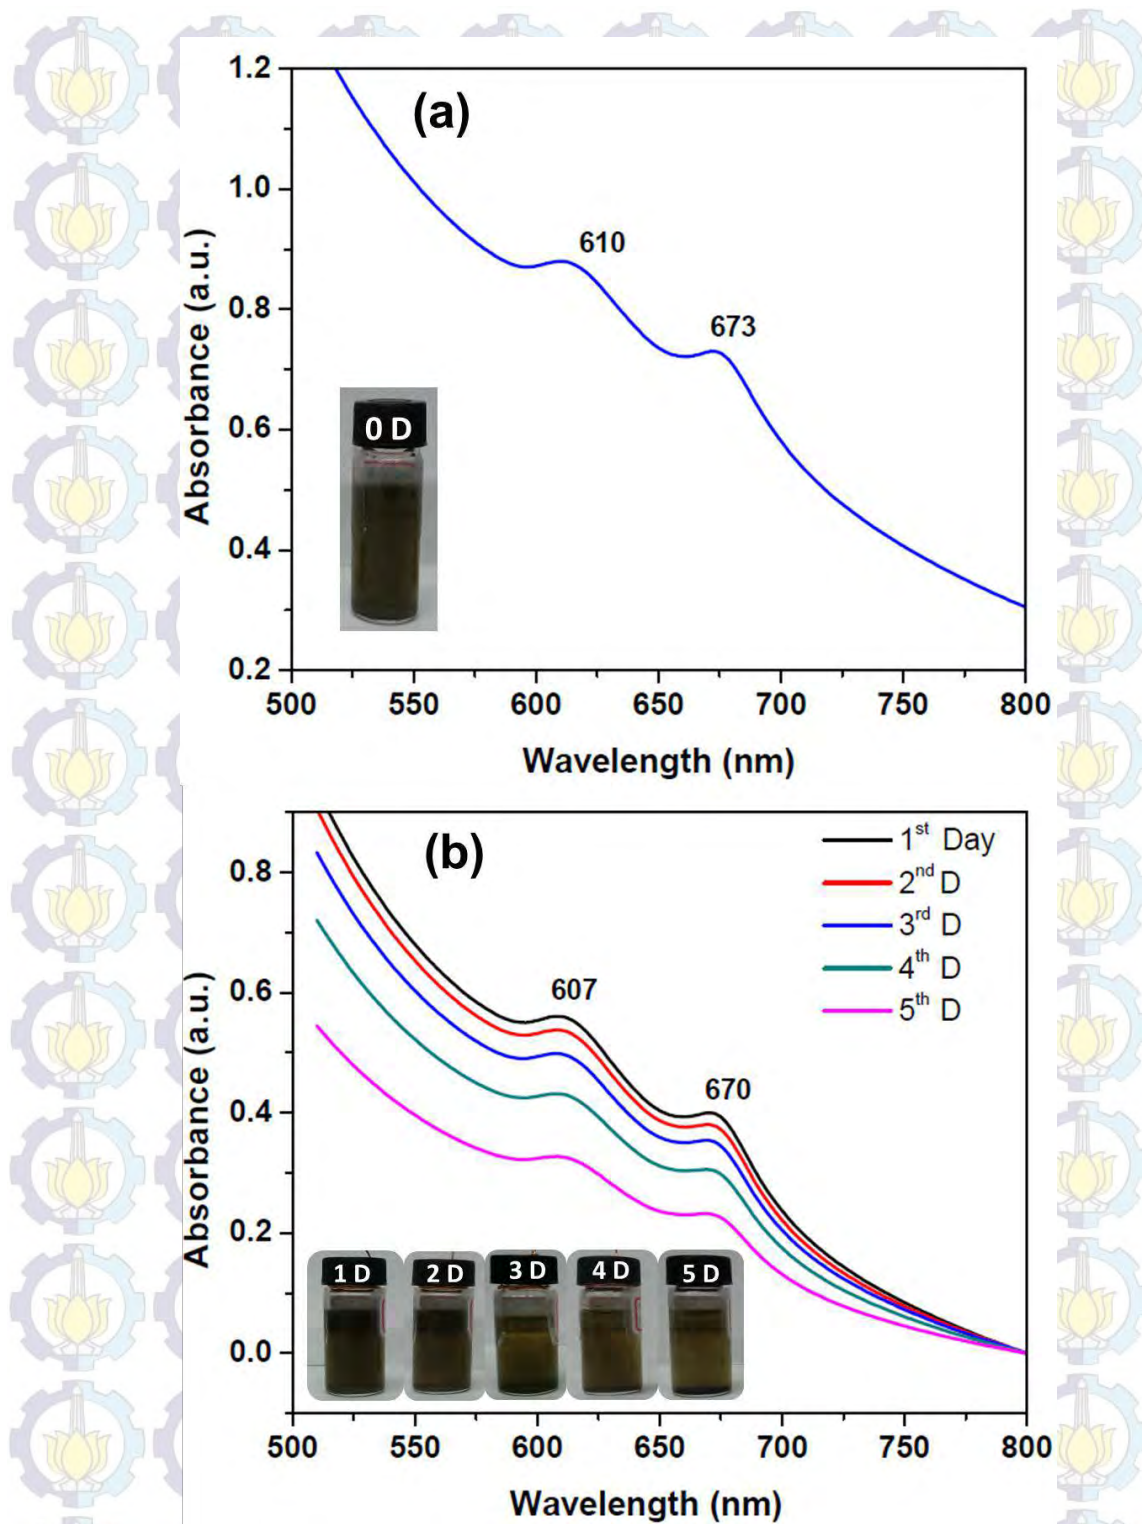 (a)
1.2
1.0
0.8
0.6
0.4
0.2
Absorbance (a.u.)
610
673
0 D
500 550 600 650 700 750 800
Wavelength (nm)
(b)
1st Day
2nd D
3rd D
4th D
5th D
0.8
0.6
0.4
0.2
0.0
Absorbance (a.u.)
607
670
1 D 2 D 3 D 4 D 5 D
500 550 600 650 700 750 800
Wavelength (nm)